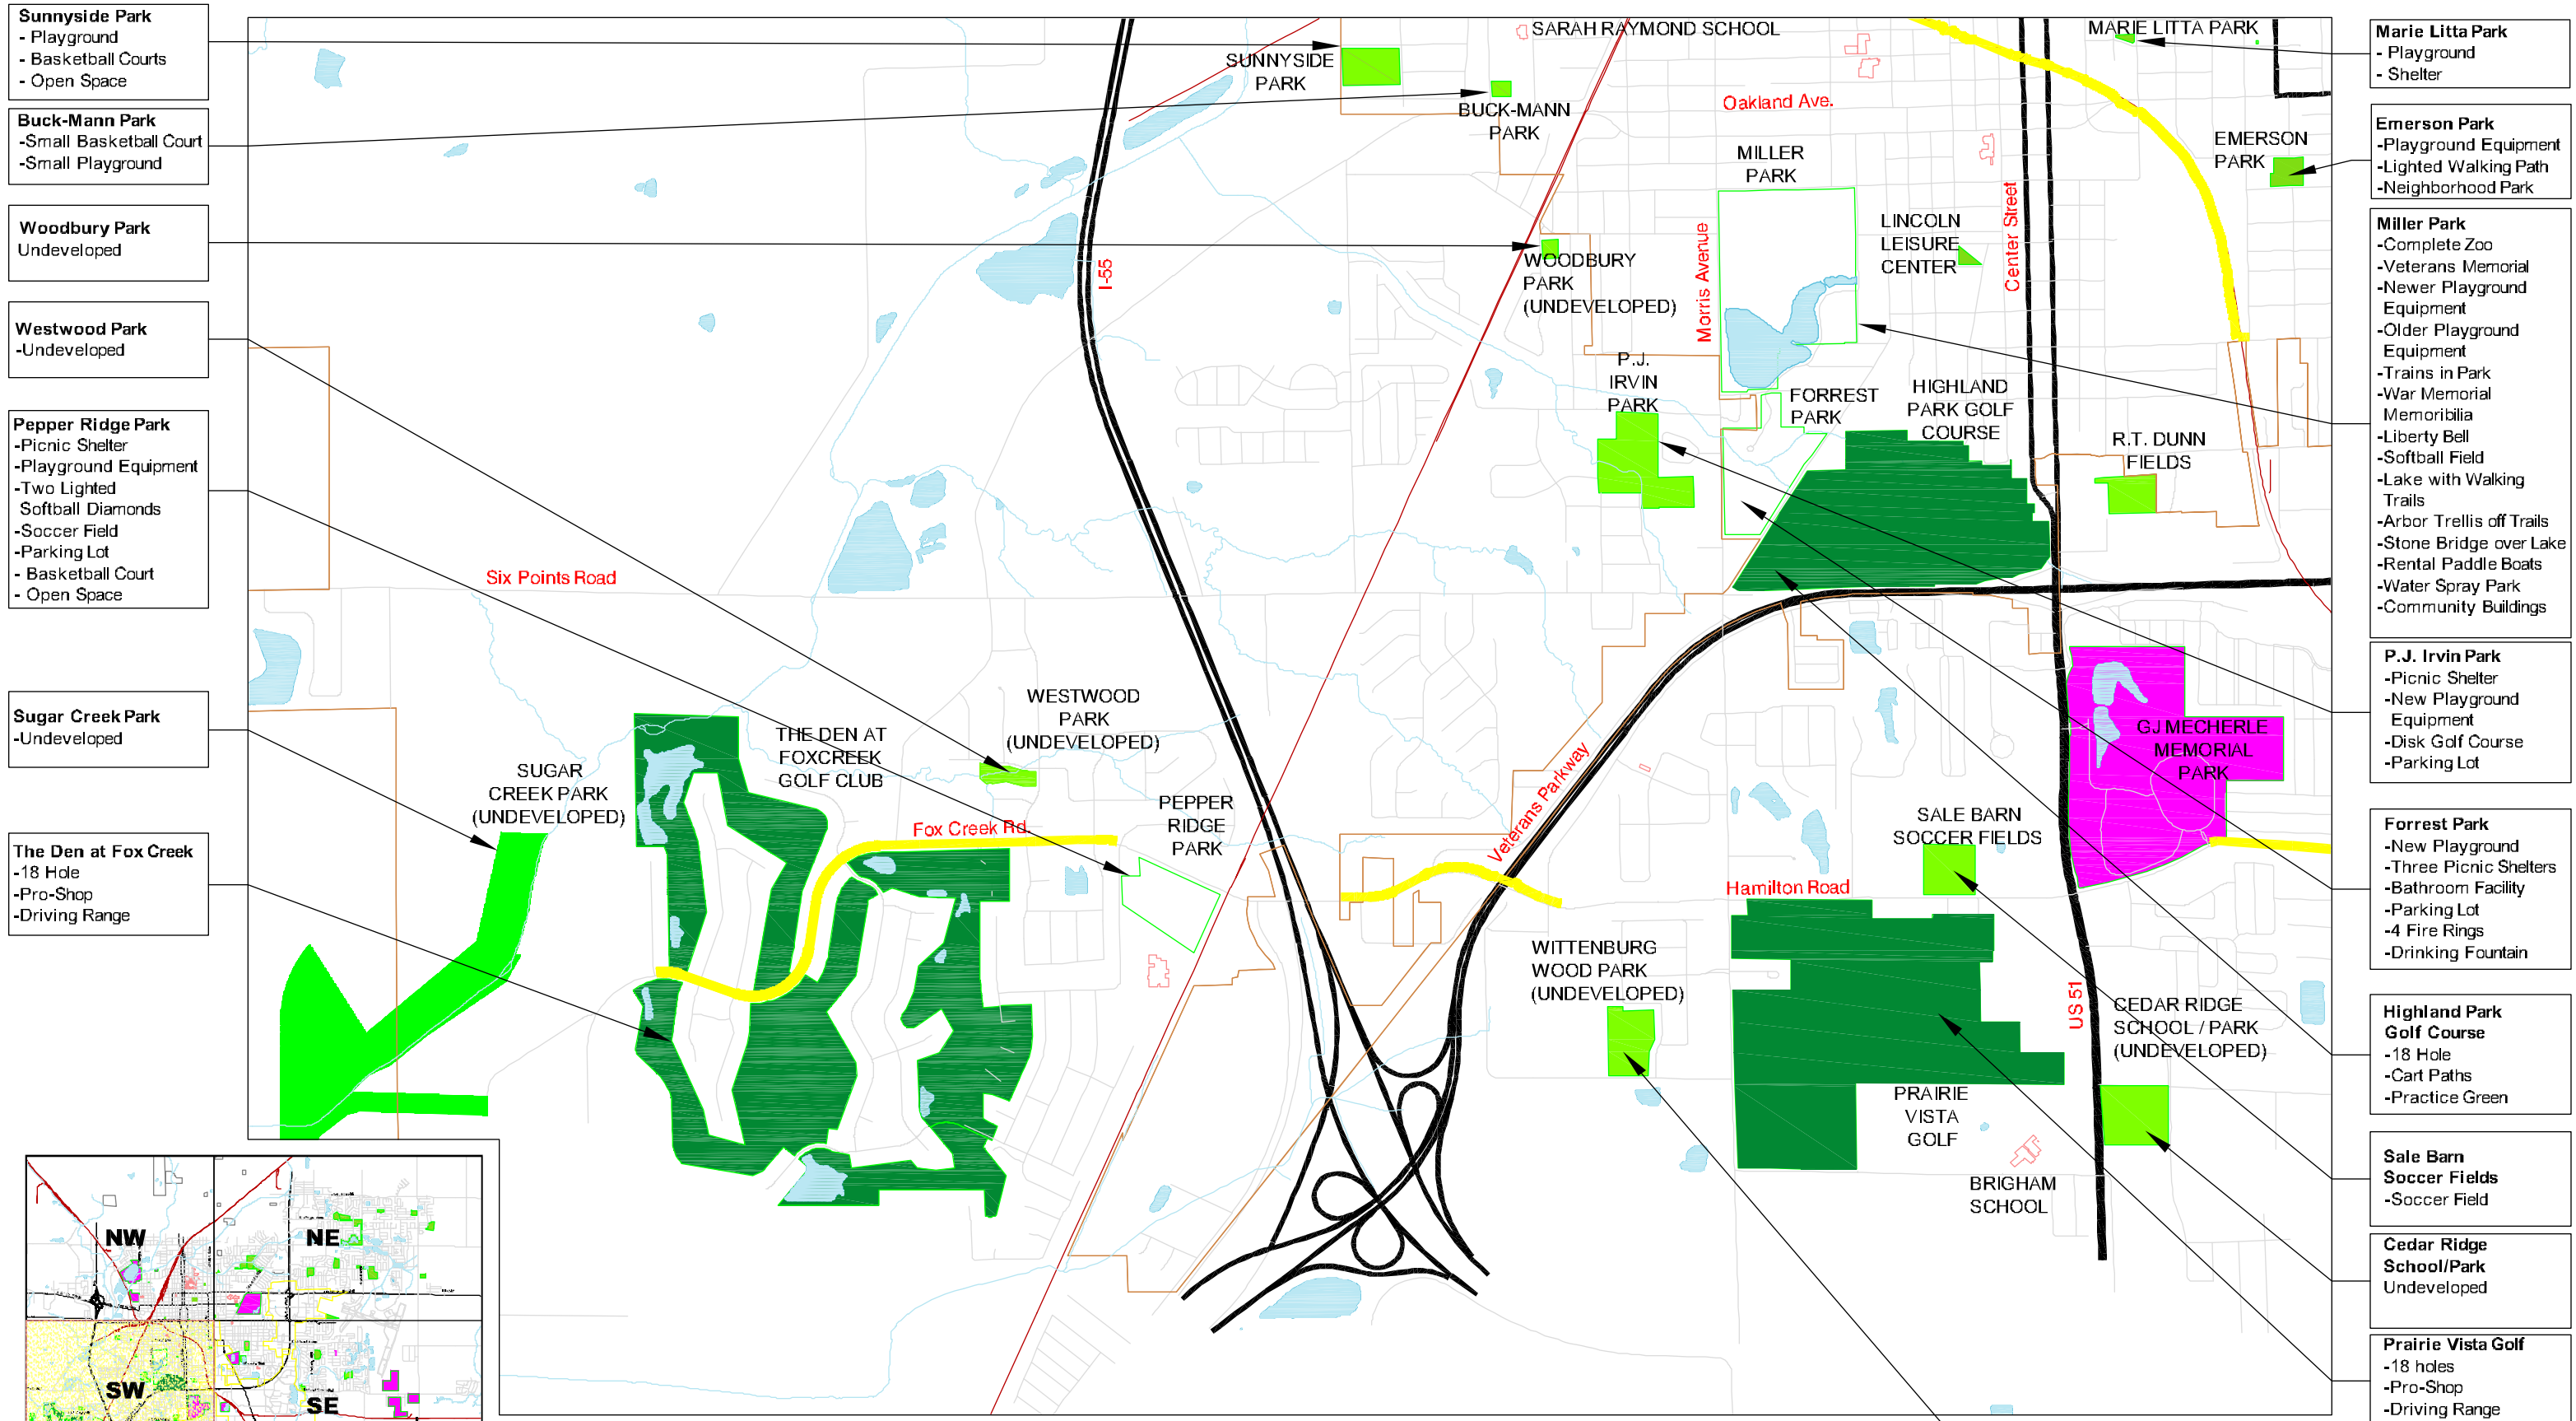 Sunnyside Park
- Playground
- Basketball Courts
- Open Space
Buck-Mann Park
-Small Basketball Court
-Small Playground
Woodbury Park
Undeveloped
Westwood Park
-Undeveloped
Pepper Ridge Park
-Picnic Shelter
-Playground Equipment
-Two Lighted
Softball Diamonds
-Soccer Field
-Parking Lot
- Basketball Court
- Open Space
Sugar Creek Park
-Undeveloped
The Den at Fox Creek
-18 Hole
-Pro-Shop
-Driving Range
SARAH RAYMOND SCHOOL
MARIE LITTA PARK
SUNNYSIDE
PARK
BUCK-MANN
PARK
Oakland Ave.
EMERSON
PARK
MILLER
PARK
LINCOLN
LEISURE
CENTER
Center Street
Morris Avenue
I-55
WOODBURY
PARK
(UNDEVELOPED)
P.J.
IRVIN
PARK
FORREST
PARK
HIGHLAND
PARK GOLF
COURSE
R.T. DUNN
FIELDS
Six Points Road
WESTWOOD
PARK
(UNDEVELOPED)
THE DEN AT
FOXCREEK
GOLF CLUB
SUGAR
CREEK PARK
(UNDEVELOPED)
Fox Creek Rd.
PEPPER
RIDGE
PARK
Veterans Parkway
GJ MECHERLE
MEMORIAL
PARK
SALE BARN
SOCCER FIELDS
Hamilton Road
WITTENBURG
WOOD PARK
(UNDEVELOPED)
US 51
CEDAR RIDGE
SCHOOL / PARK
(UNDEVELOPED)
PRAIRIE
VISTA
GOLF
BRIGHAM
SCHOOL
NW
NE
SW
SE
Marie Litta Park
- Playground
- Shelter
Emerson Park
-Playground Equipment
-Lighted Walking Path
-Neighborhood Park
Miller Park
-Complete Zoo
-Veterans Memorial
-Newer Playground
Equipment
-Older Playground
Equipment
-Trains in Park
-War Memorial
Memoribilia
-Liberty Bell
-Softball Field
-Lake with Walking
Trails
-Arbor Trellis off Trails
-Stone Bridge over Lake
-Rental Paddle Boats
-Water Spray Park
-Community Buildings
P.J. Irvin Park
-Picnic Shelter
-New Playground
Equipment
-Disk Golf Course
-Parking Lot
Forrest Park
-New Playground
-Three Picnic Shelters
-Bathroom Facility
-Parking Lot
-4 Fire Rings
-Drinking Fountain
Highland Park
Golf Course
-18 Hole
-Cart Paths
-Practice Green
Sale Barn
Soccer Fields
-Soccer Field
Cedar Ridge
School/Park
Undeveloped
Prairie Vista Golf
-18 holes
-Pro-Shop
-Driving Range